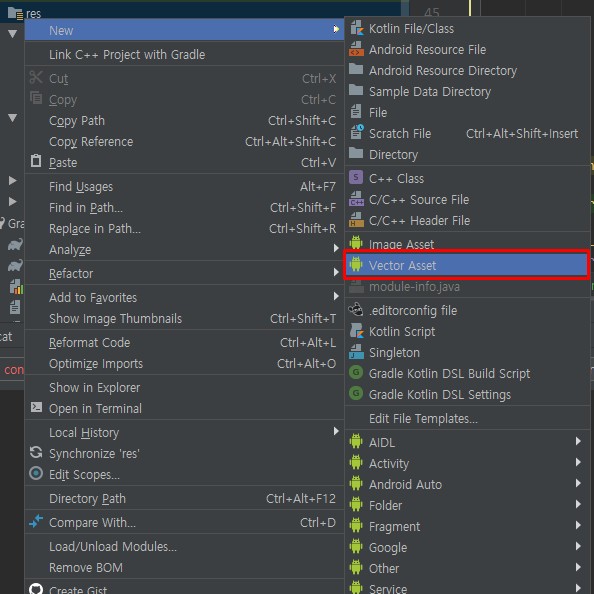 res
45
New
Link C++ Project with Gradle
Cut Ctrl+X
Copy Ctrl+C
Copy Path Ctrl+Shift+C
Copy Reference Ctrl+Alt+Shift+C
Paste Ctrl+V
Find Usages Alt+F7
Find in Path... Ctrl+Shift+F
Replace in Path... Ctrl+Shift+R
Analyze
Refactor
Add to Favorites
Show Image Thumbnails Ctrl+Shift+T
Reformat Code Ctrl+Alt+L
Optimize Imports Ctrl+Alt+O
Show in Explorer
Open in Terminal
Local History
Synchronize 'res'
Edit Scopes...
Directory Path Ctrl+Alt+F12
Compare With... Ctrl+D
Load/Unload Modules...
Remove BOM
Create Gist...
Kotlin File/Class
Android Resource File
Android Resource Directory
Sample Data Directory
File
Scratch File Ctrl+Alt+Shift+Insert
Directory
C++ Class
C/C++ Source File
C/C++ Header File
Image Asset
Vector Asset
module-info.java
.editorconfig file
Kotlin Script
Singleton
Gradle Kotlin DSL Build Script
Gradle Kotlin DSL Settings
Edit File Templates...
AIDL
Activity
Android Auto
Folder
Fragment
Google
Other
Service
Gra
cat
con